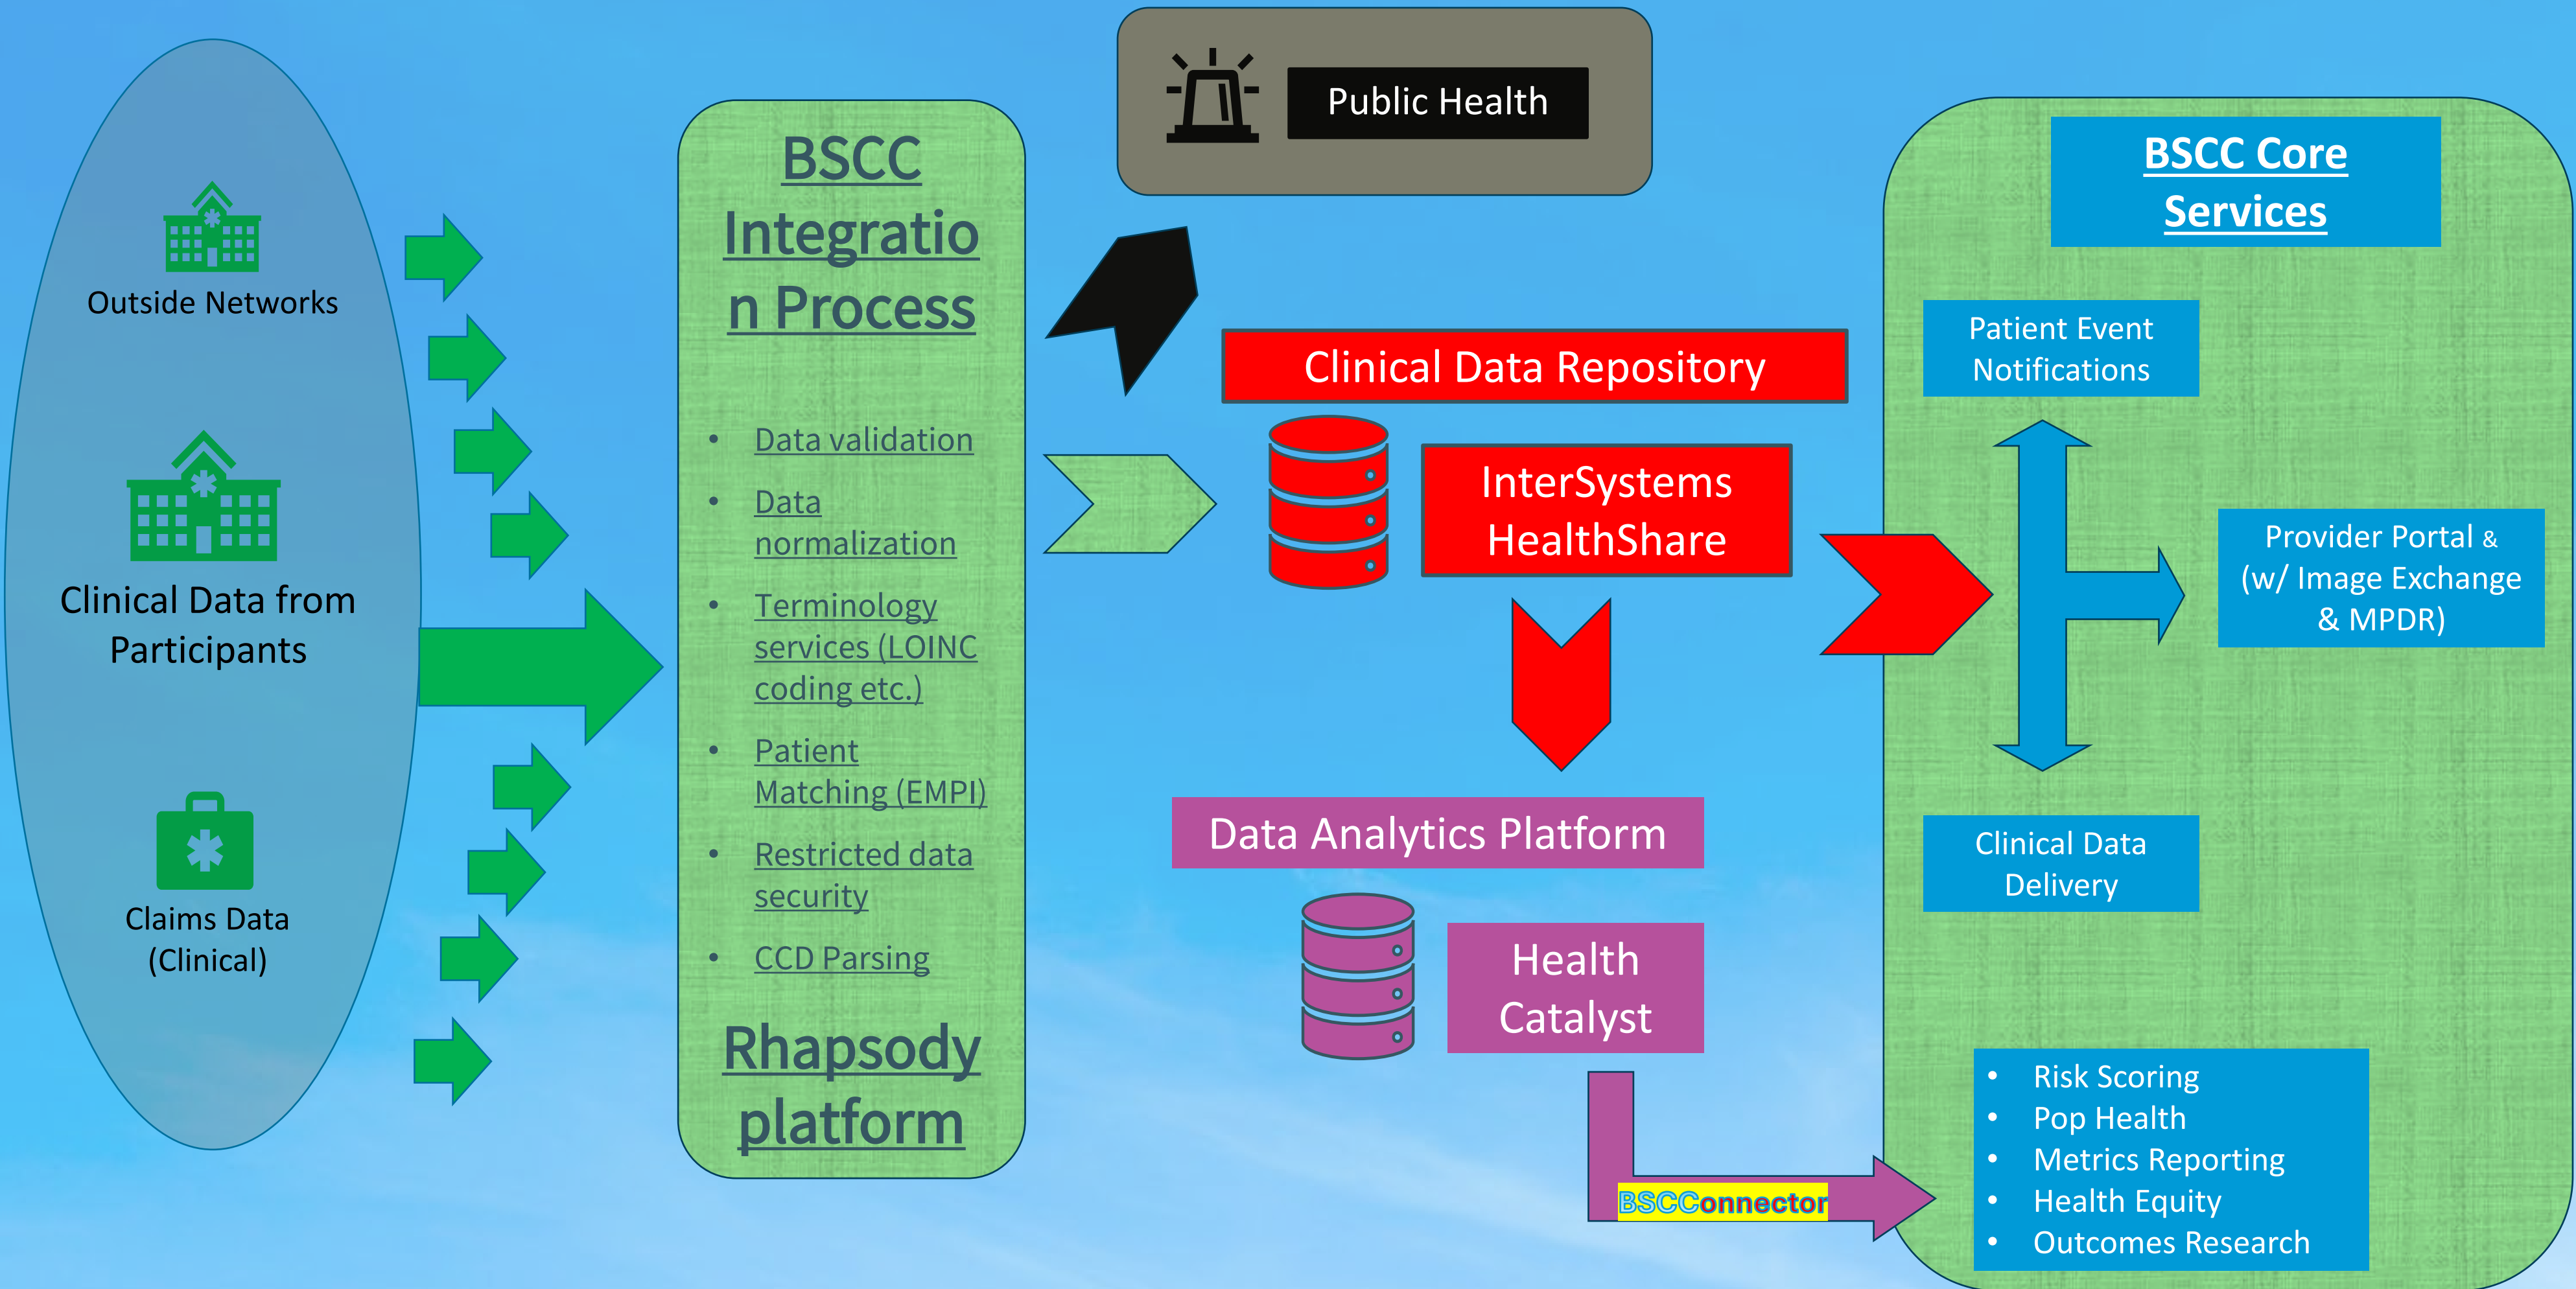 Outside Networks
Clinical Data from
Participants
Claims Data
(Clinical)
BSCC
Integratio
n Process
• Data validation
• Data
normalization
• Terminology
services (LOINC
coding etc.)
• Patient
Matching (EMPI)
• Restricted data
security
• CCD Parsing
Rhapsody
platform
Public Health
Clinical Data Repository
InterSystems
HealthShare
Data Analytics Platform
Health
Catalyst
BSCConnector
BSCC Core
Services
Patient Event
Notifications
Provider Portal &
(w/ Image Exchange
& MPDR)
Clinical Data
Delivery
• Risk Scoring
• Pop Health
• Metrics Reporting
• Health Equity
• Outcomes Research